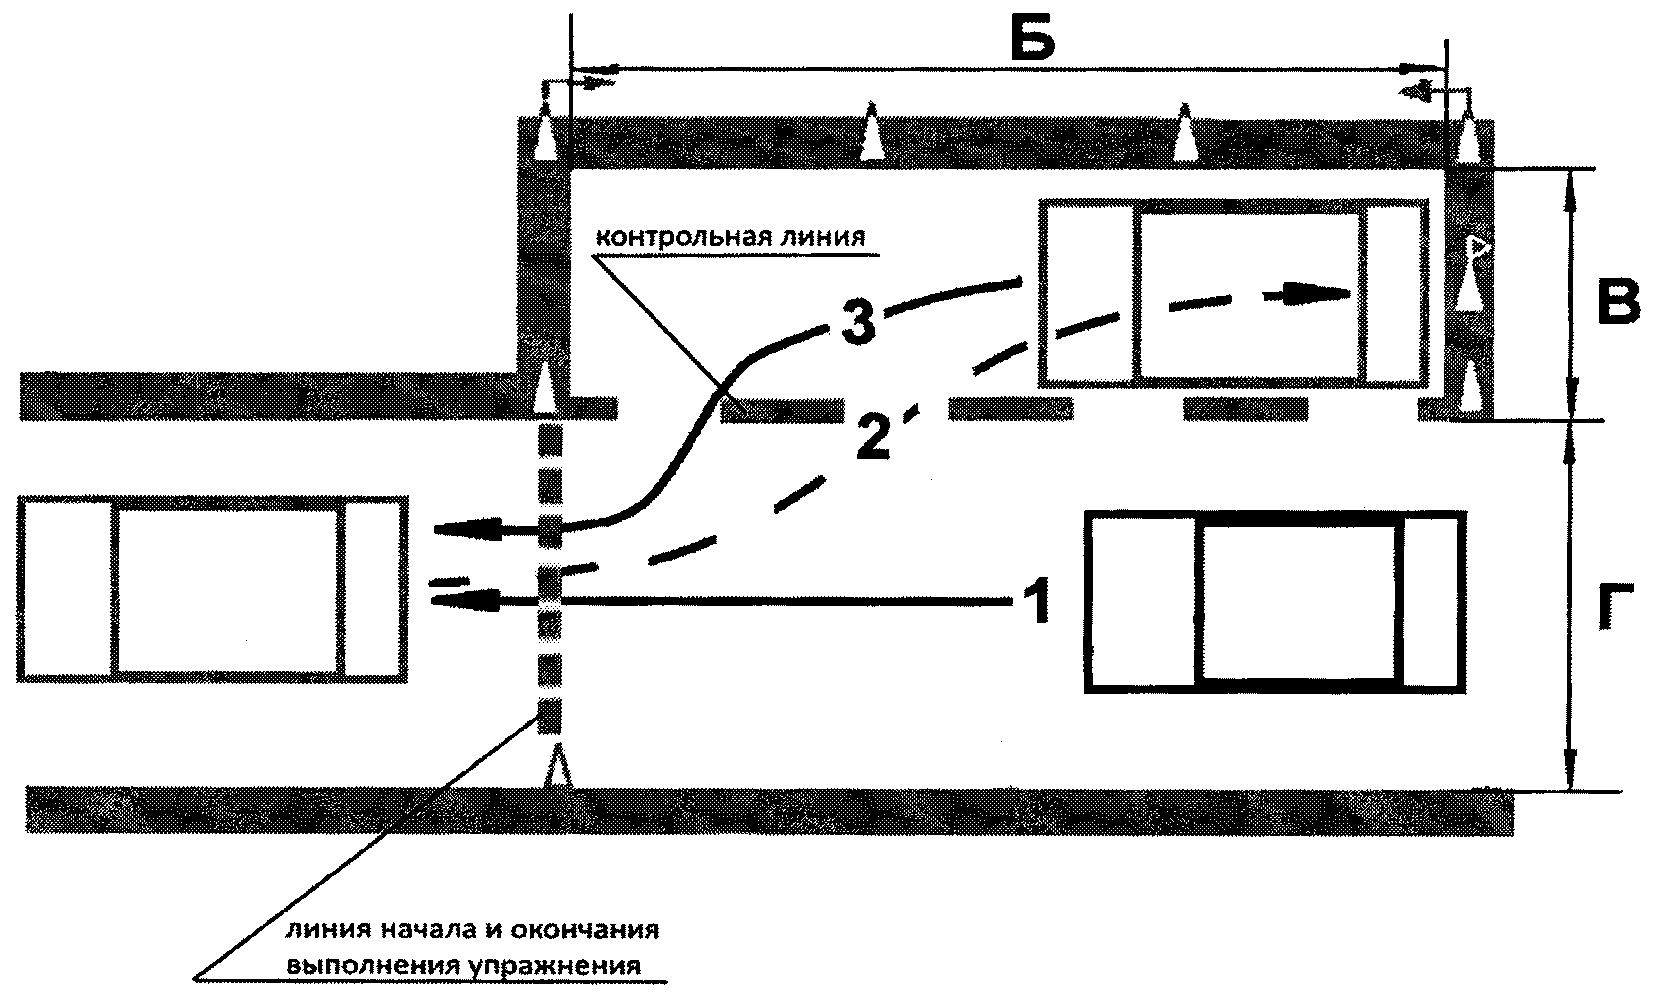 Б
контрольная линия
В
3
2
1
Г
линия начала и окончания
выполнения упражнения